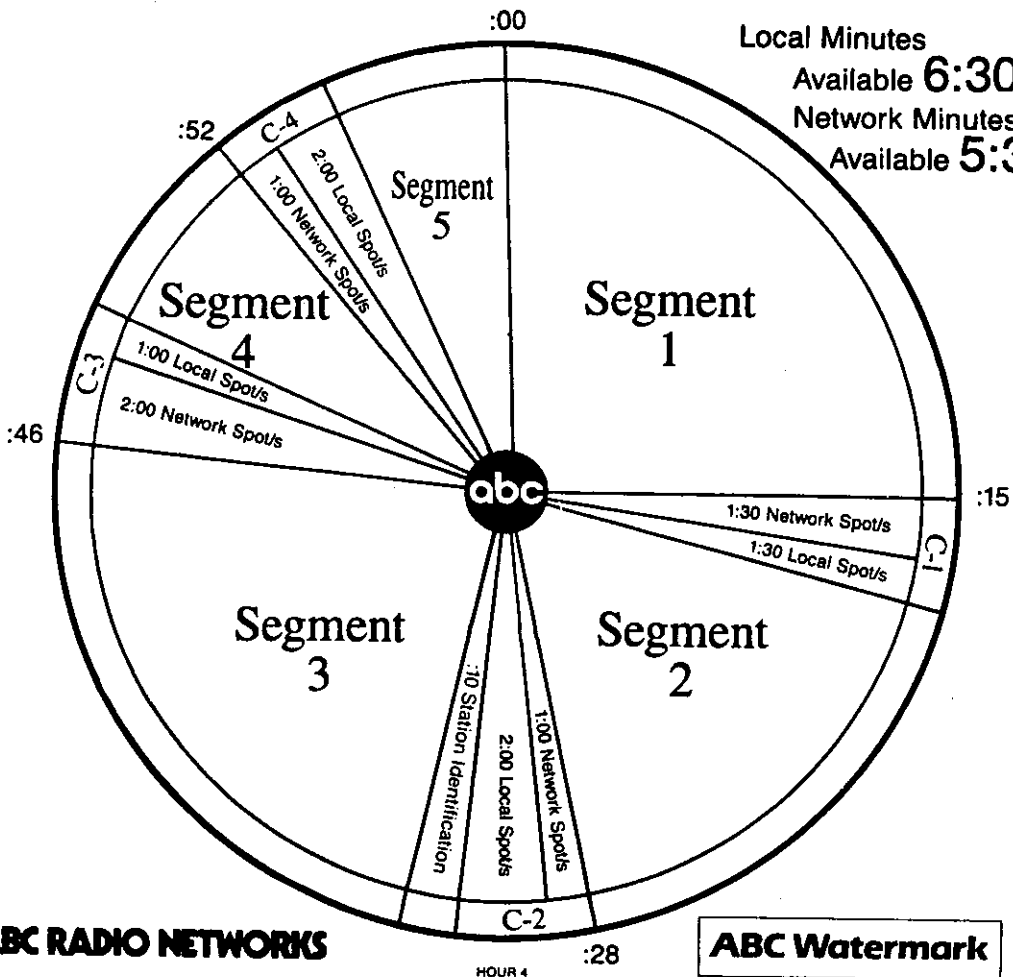 :00
Local Minutes
Available 6:30
Network Minutes
Available 5:3
:52
C-4
2:00 Local Spot/s
1:00 Network Spot/s
Segment
5
Segment
1
Segment
4
C-3
1:00 Local Spot/s
2:00 Network Spot/s
:46
abc
:15
1:30 Network Spot/s
1:30 Local Spot/s
C-1
Segment
3
Segment
2
:10 Station Identification
2:00 Local Spot/s
1:00 Network Spot/s
C-2
:28
BC RADIO NETWORKS
HOUR 4
ABC Watermark